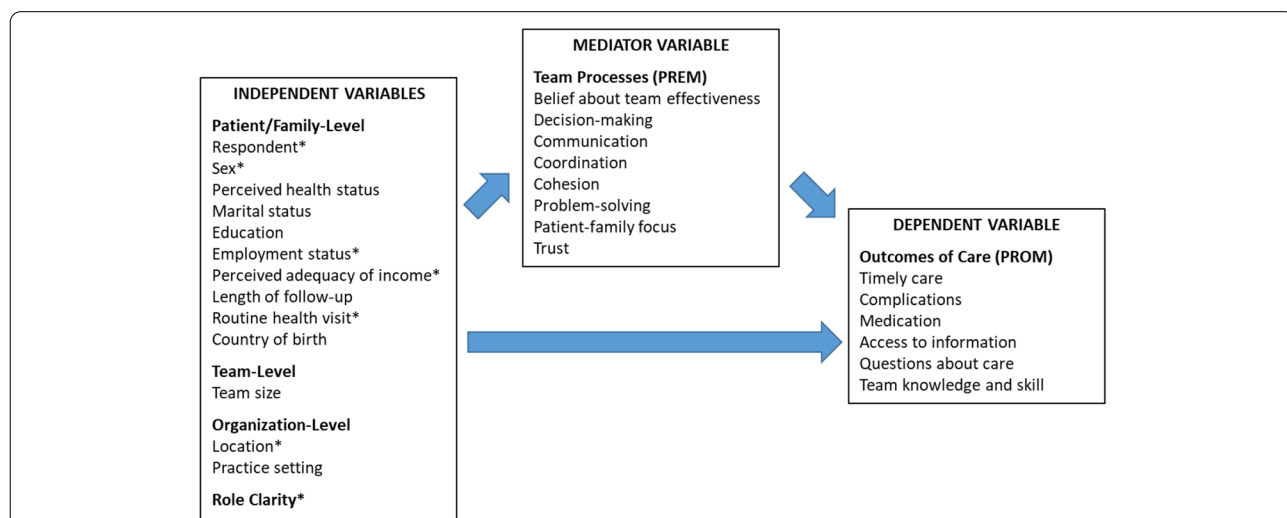 INDEPENDENT VARIABLES
Patient/Family-Level
Respondent*
Sex*
Perceived health status
Marital status
Education
Employment status*
Perceived adequacy of income*
Length of follow-up
Routine health visit*
Country of birth
Team-Level
Team size
Organization-Level
Location*
Practice setting
Role Clarity*
MEDIATOR VARIABLE
Team Processes (PREM)
Belief about team effectiveness
Decision-making
Communication
Coordination
Cohesion
Problem-solving
Patient-family focus
Trust
DEPENDENT VARIABLE
Outcomes of Care (PROM)
Timely care
Complications
Medication
Access to information
Questions about care
Team knowledge and skill